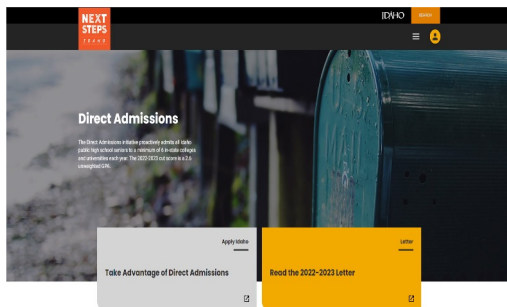 NEXT
STEPS
IDAHO
IDAHO
SEARCH
Direct Admissions
The Direct Admissions initiative proactively admits all Idaho
public high school seniors to a minimum of 6 in-state colleges
and universities each year. The 2022-2023 cut score is a 2.6
unweighted GPA.
Apply Idaho
Take Advantage of Direct Admissions
Letter
Read the 2022-2023 Letter